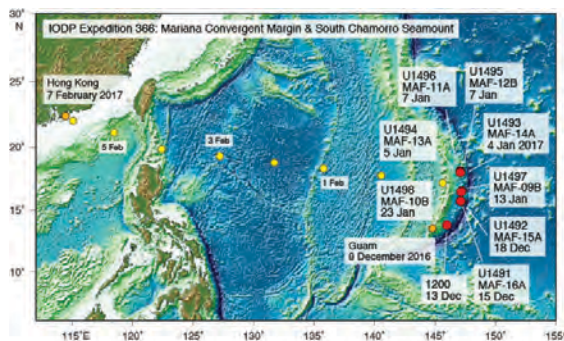 IODP Expedition 366: Mariana Convergent Margin & South Chamorro Seamount
30°
N
25°
20°
15°
10°
Hong Kong
7 February 2017
5 Feb
3 Feb
1 Feb
U1496
MAF-11A
7 Jan
U1495
MAF-12B
7 Jan
U1494
MAF-13A
5 Jan
U1493
MAF-14A
4 Jan 2017
U1498
MAF-10B
23 Jan
U1497
MAF-09B
13 Jan
U1492
MAF-15A
18 Dec
Guam
9 December 2016
1200
13 Dec
U1491
MAF-16A
15 Dec
115°E
120°
125°
130°
135°
140°
145°
150°
155°